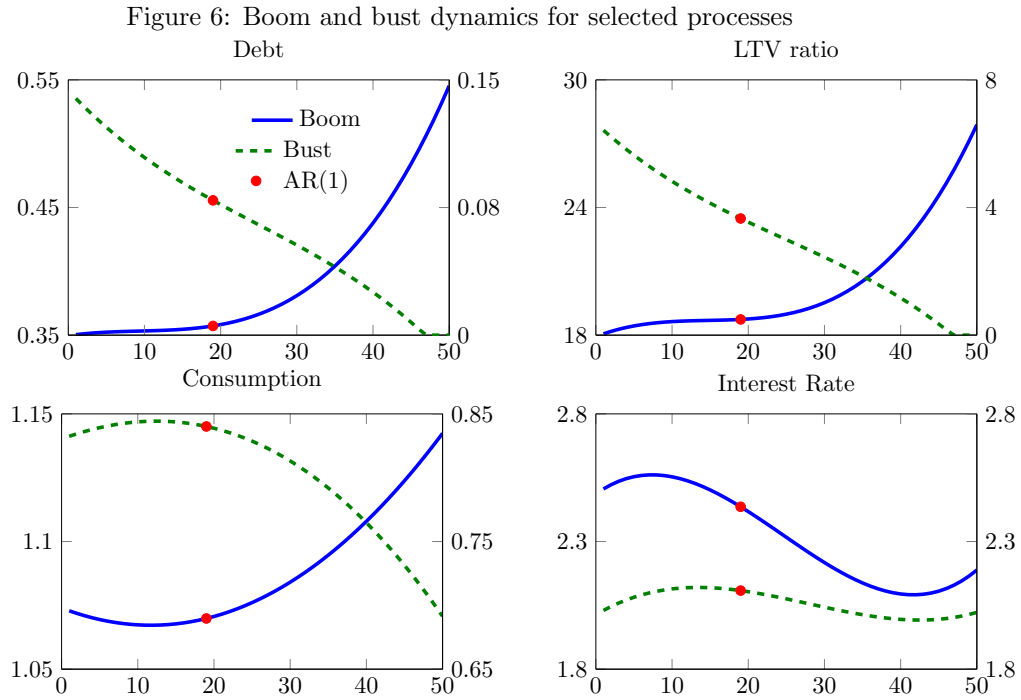 Figure 6: Boom and bust dynamics for selected processes
Debt
LTV ratio
0.55
0.15
30
8
Boom
Bust
AR(1)
0.45
0.08
24
4
0.35
0
18
0
0 10 20 30 40 50
0 10 20 30 40 50
Consumption
Interest Rate
1.15
0.85
2.8
2.8
1.1
0.75
2.3
2.3
1.05
0.65
1.8
1.8
0 10 20 30 40 50
0 10 20 30 40 50